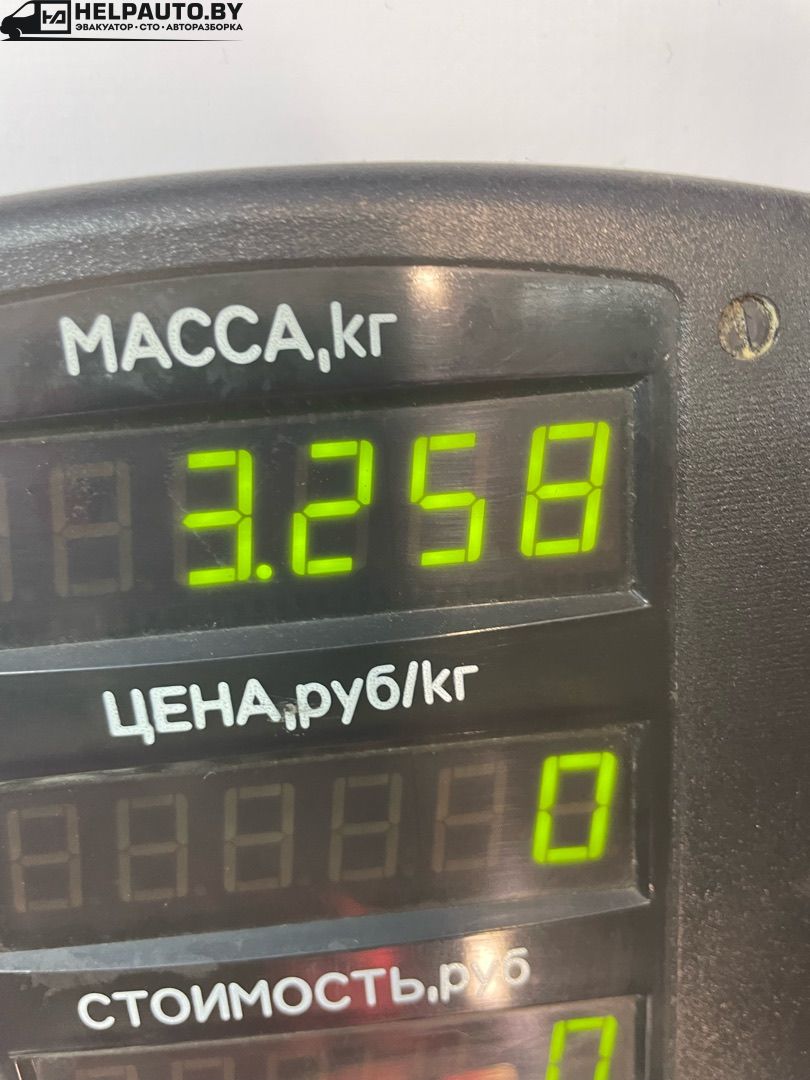 HELPAUTO.BY
ЭВАКУАТОР • СТО • АВТОРАЗБОРКА
МАССА,кг
3.258
ЦЕНА,руб/кг
0
СТОИМОСТЬ,руб
0